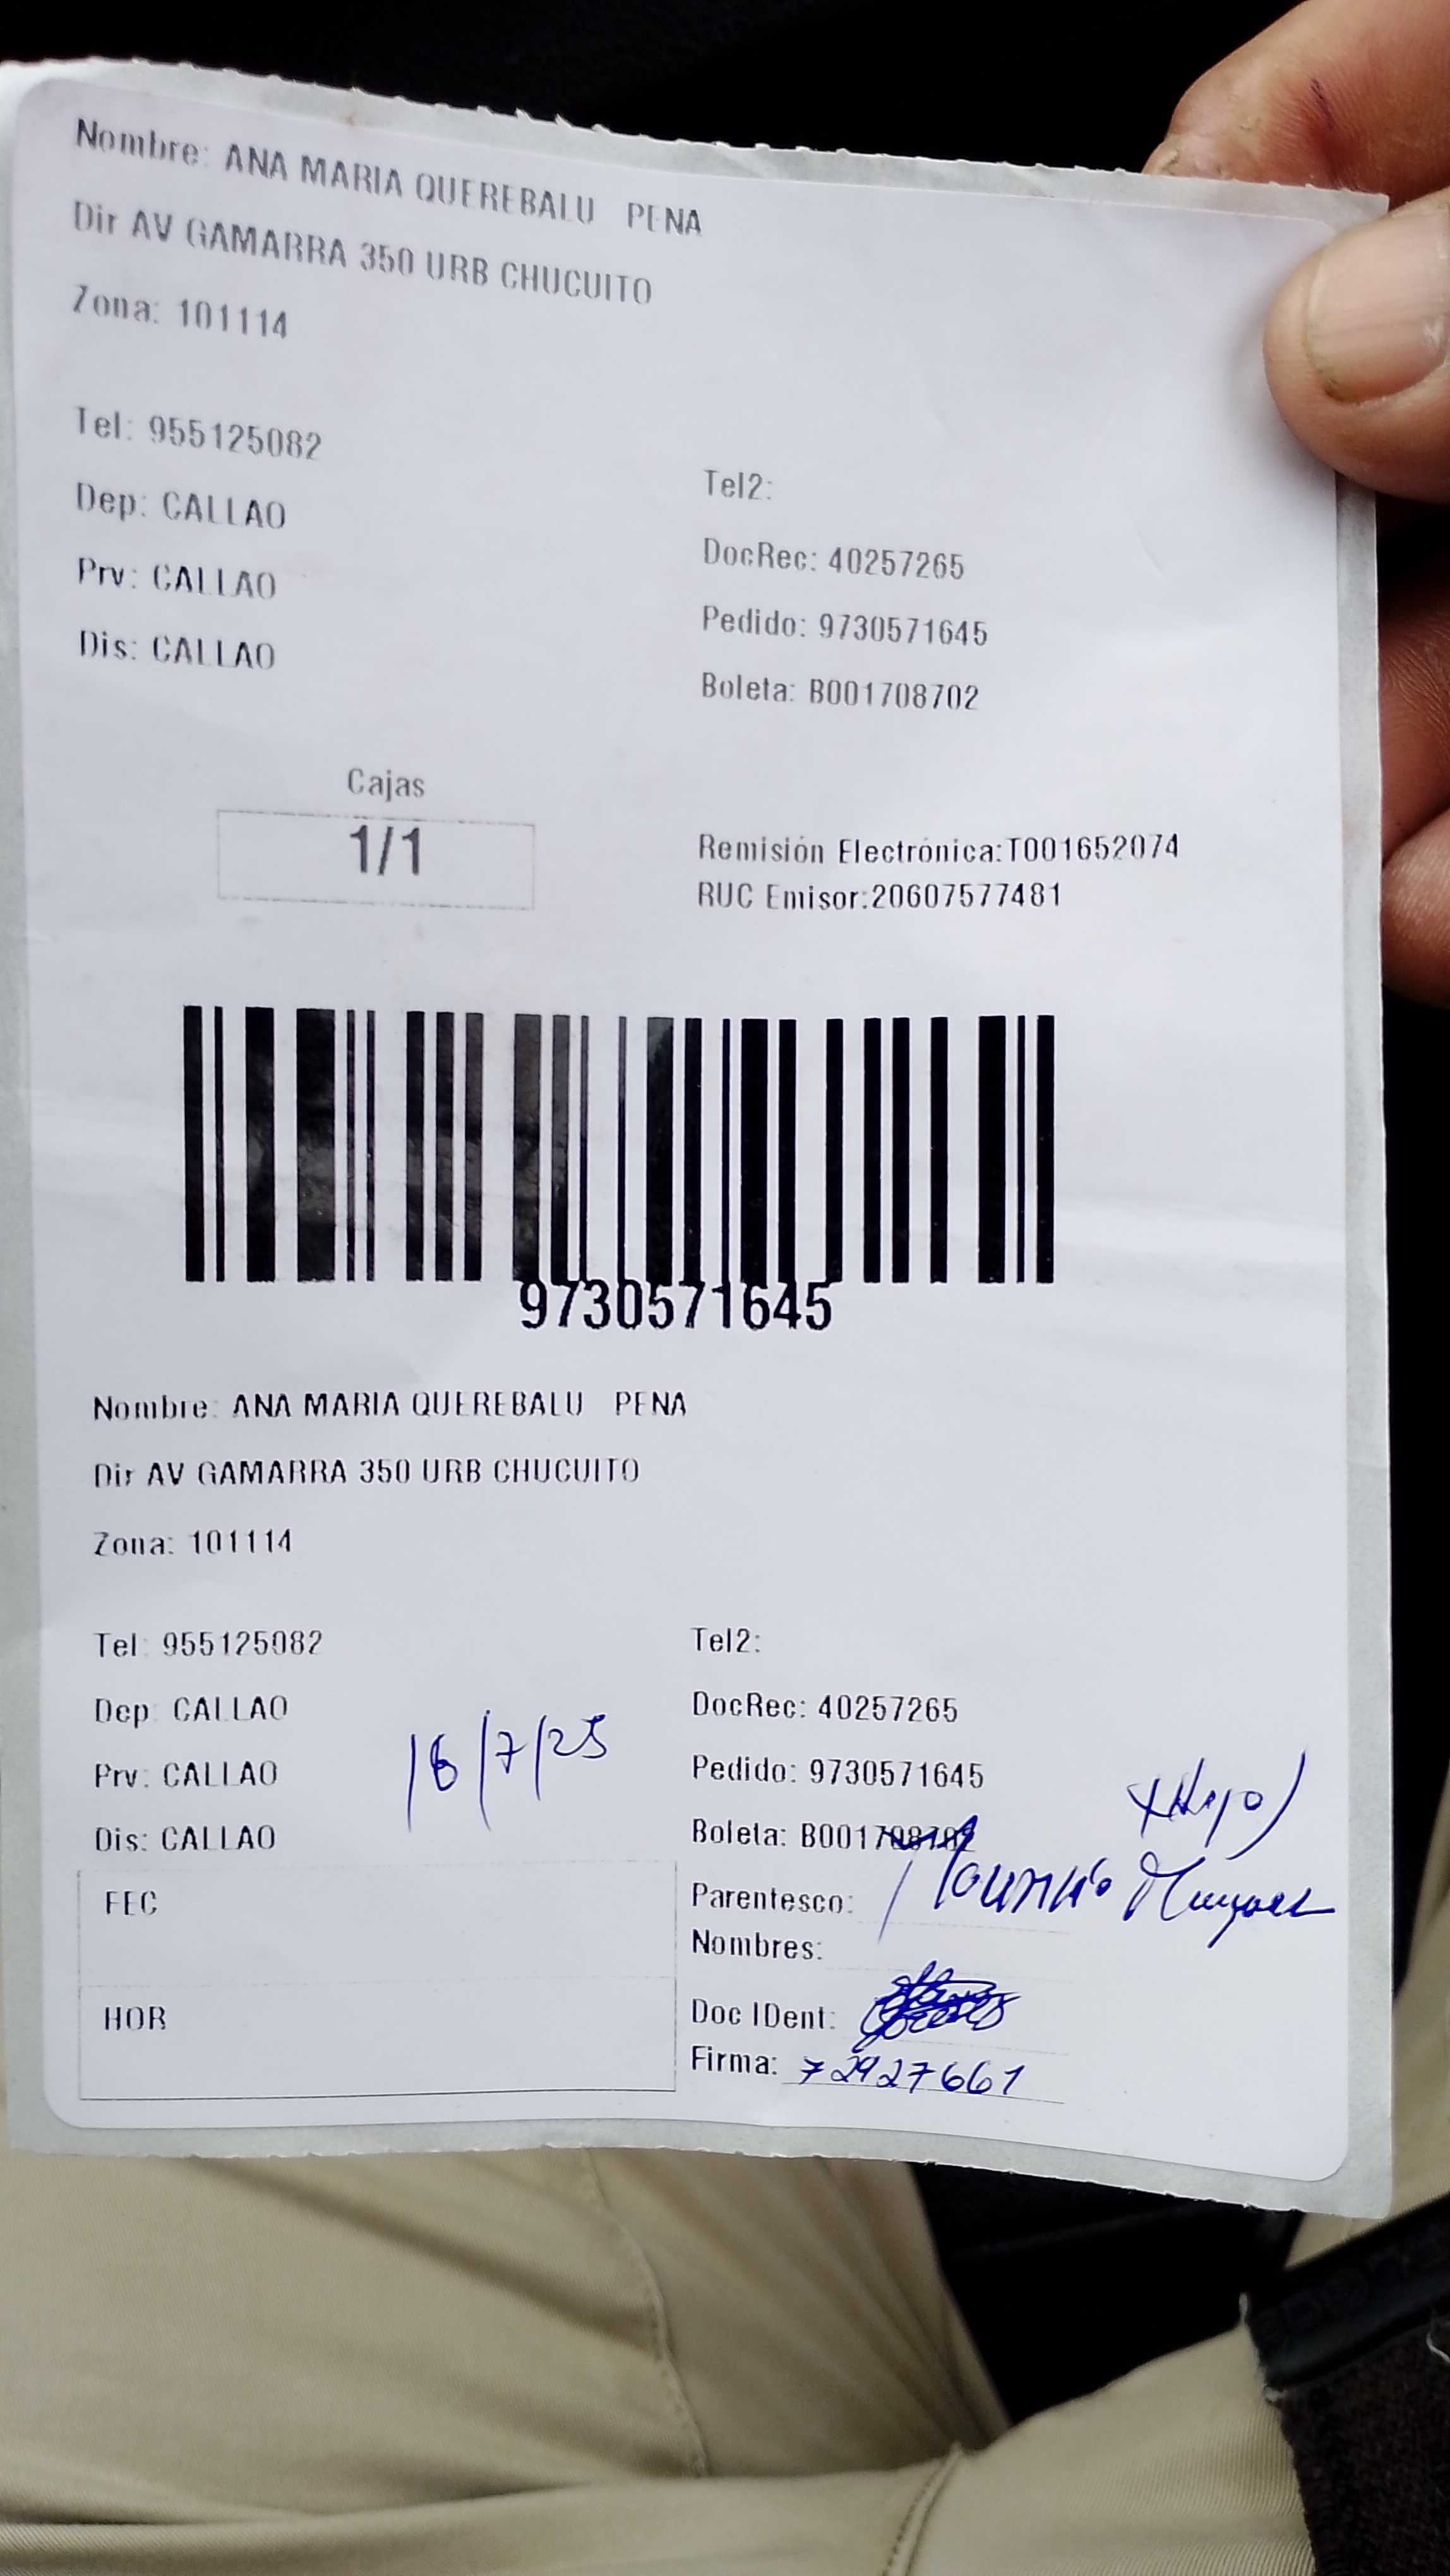 Nombre: ANA MARIA QUEREBALU PENA
Dir AV GAMARRA 350 URB CHUCUITO
Zona: 101114
Tel: 955125082
Tel2:
Dep: CALLAO
DocRec: 40257265
Prv: CALLAO
Pedido: 9730571645
Dis: CALLAO
Boleta: B001708702
Cajas
1/1
Remisión Electrónica:T001652074
RUC Emisor:20607577481
9730571645
Nombre: ANA MARIA QUEREBALU PENA
Dir AV GAMARRA 350 URB CHUCUITO
Zona: 101114
Tel: 955125082
Tel2:
Dep: CALLAO
DocRec: 40257265
16/7/25
Prv: CALLAO
Pedido: 9730571645
Dis: CALLAO
Boleta: B001708702
FEC
Parentesco:
Nombres:
HOR
Doc IDent:
Firma: 72927661